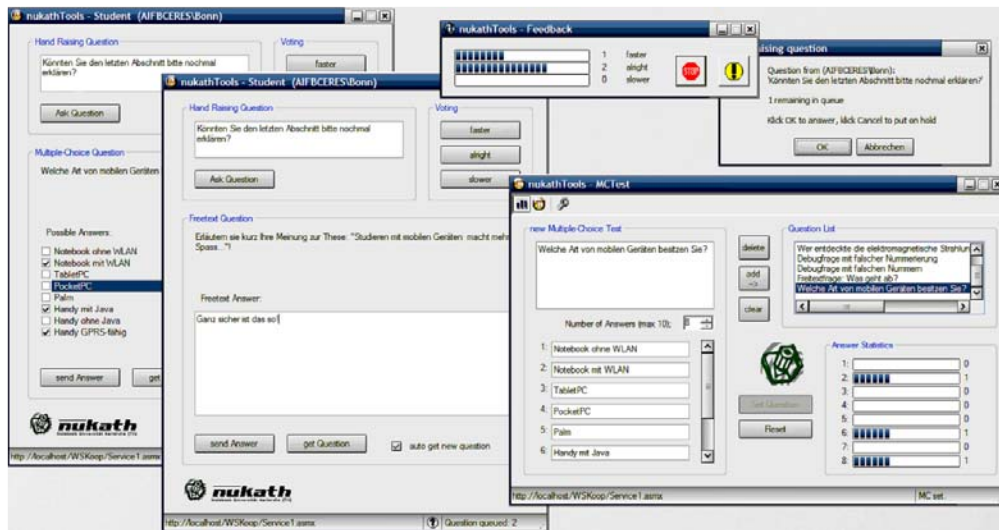 nukathTools - Student (AIFBCERES\Bonn)
Hand Raising Question
Könnten Sie den letzten Abschnitt bitte nochmal
erklären?
Ask Question
Voting
faster
Multiple-Choice Question
Welche Art von mobilen Geräten
Possible Answers:
Notebook ohne WLAN
Notebook mit WLAN
TabletPC
PocketPC
Palm
Handy mit Java
Handy ohne Java
Handy GPRS-fähig
send Answer
get
nukath
http://localhost/WSKoop/Service1.asmx
nukathTools - Student (AIFBCERES\Bonn)
Hand Raising Question
Könnten Sie den letzten Abschnitt bitte nochmal
erklären?
Ask Question
Voting
faster
alright
slower
Freetext Question
Erläutern sie kurz Ihre Meinung zur These: "Studieren mit mobilen Geräten macht meh
Spass..."!
Freetext Answer:
Ganz sicher ist das so!
send Answer
get Question
auto get new question
nukath
http://localhost/WSKoop/Service1.asmx
Question queued: 2
nukathTools - Feedback
1 faster
2 alright
0 slower
STOP
ising question
Question from (AIFBCERES\Bonn):
'Könnten Sie den letzten Abschnitt bitte nochmal erklären?'
1 remaining in queue
Klick OK to answer, klick Cancel to put on hold
OK
Abbrechen
nukathTools - MCTest
new Multiple-Choice Test
Welche Art von mobilen Geräten besitzen Sie?
Number of Answers (max 10):
8
1: Notebook ohne WLAN
2: Notebook mit WLAN
3: TabletPC
4: PocketPC
5: Palm
6: Handy mit Java
delete
add
-->
clear
Question List
Wer entdeckte die elektromagnetische Strahlun
Debugfrage mit falscher Nummerierung
Debugfrage mit falschen Nummern
Freitextfrage: Was geht ab?
Welche Art von mobilen Geräten besitzen Sie?
Set Question
Reset
Answer Statistics
1: 0
2: 1
3: 0
4: 0
5: 0
6: 1
7: 0
8: 1
http://localhost/WSKoop/Service1.asmx
MC set.